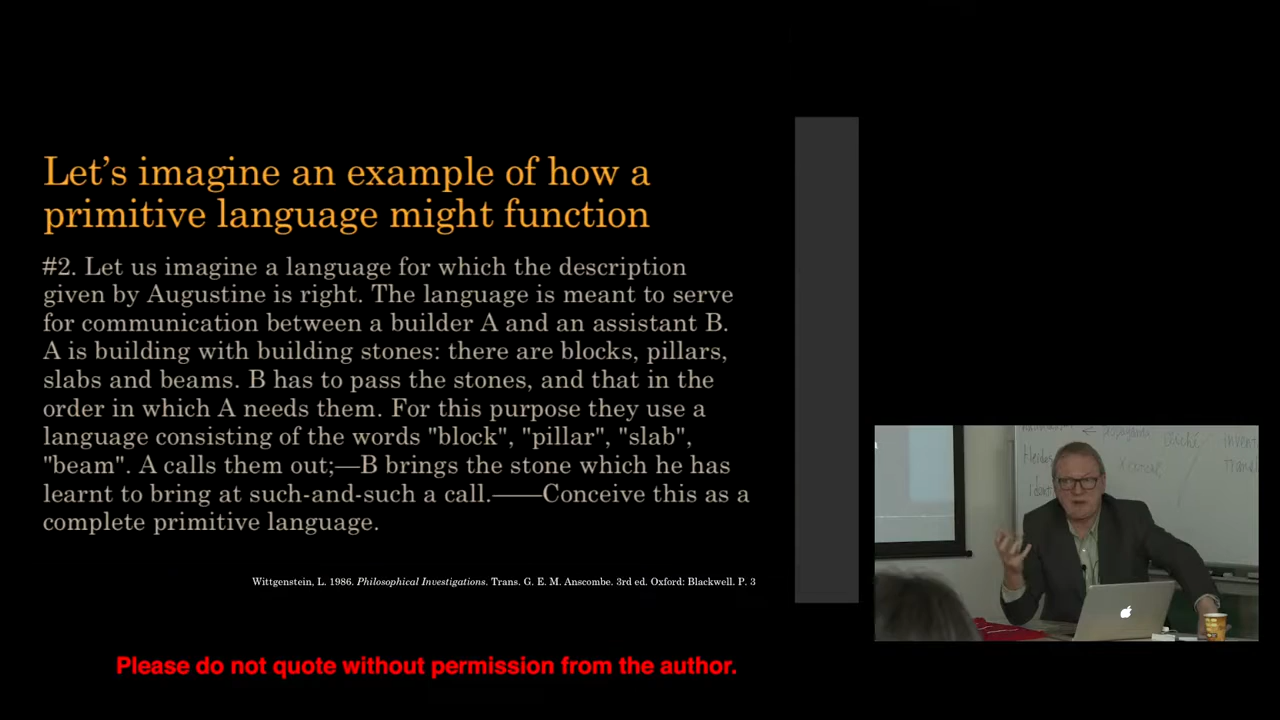 Let's imagine an example of how a
primitive language might function
#2. Let us imagine a language for which the description
given by Augustine is right. The language is meant to serve
for communication between a builder A and an assistant B.
A is building with building stones: there are blocks, pillars,
slabs and beams. B has to pass the stones, and that in the
order in which A needs them. For this purpose they use a
language consisting of the words "block", "pillar", "slab",
"beam". A calls them out;—B brings the stone which he has
learnt to bring at such-and-such a call.——Conceive this as a
complete primitive language.
Wittgenstein, L. 1986. Philosophical Investigations. Trans. G. E. M. Anscombe. 3rd ed. Oxford: Blackwell. P. 3
Please do not quote without permission from the author.